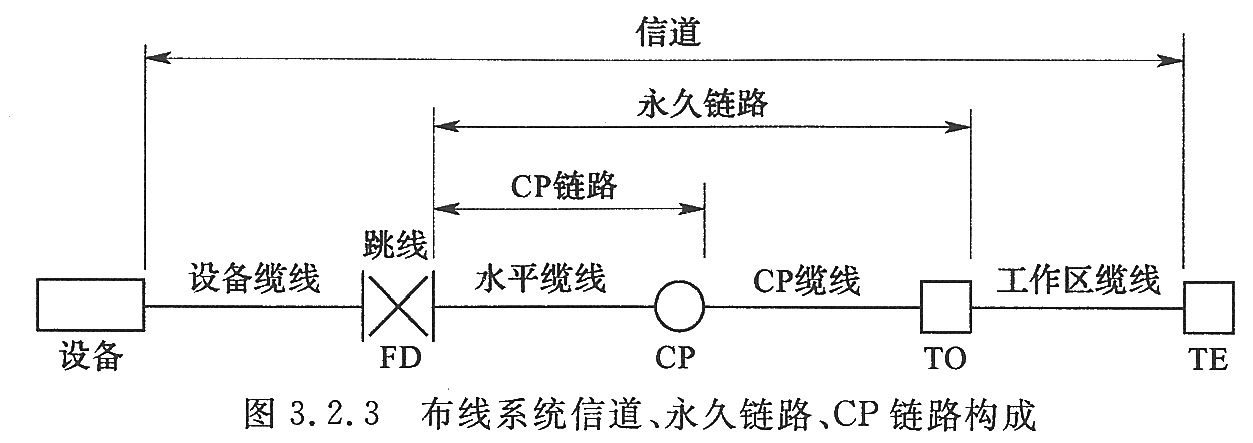 信道
永久链路
CP链路
跳线
设备缆线 水平缆线 CP缆线 工作区缆线
设备 FD CP TO TE
图 3.2.3 布线系统信道、永久链路、CP 链路构成